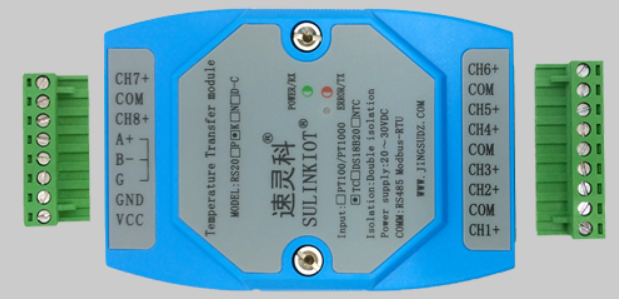 CH7+
COM
CH8+
A+
B-
G
GND
VCC
Temperature Transfer module
MODEL:RS20□P■K□N□D-C
POWER/RX
ERROR/TX
速灵科®
SULINKIOT®
Input:□PT100/PT1000
■TC□DS18B20□NTC
Isolation:Double isolation
Power supply:20~30VDC
COMM:RS485 Modbus-RTU
WWW.JINGSUDZ.COM
CH6+
COM
CH5+
CH4+
COM
CH3+
CH2+
COM
CH1+